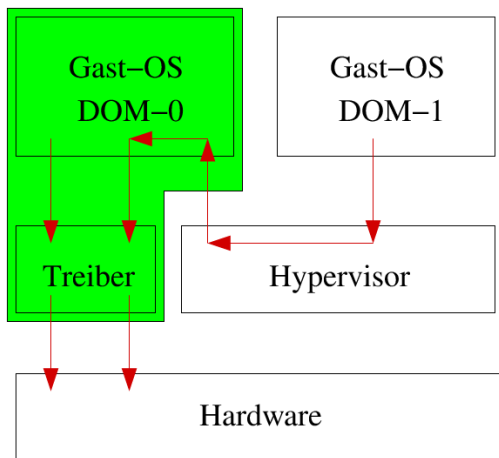 Gast−OS
DOM−0
Gast−OS
DOM−1
Treiber
Hypervisor
Hardware